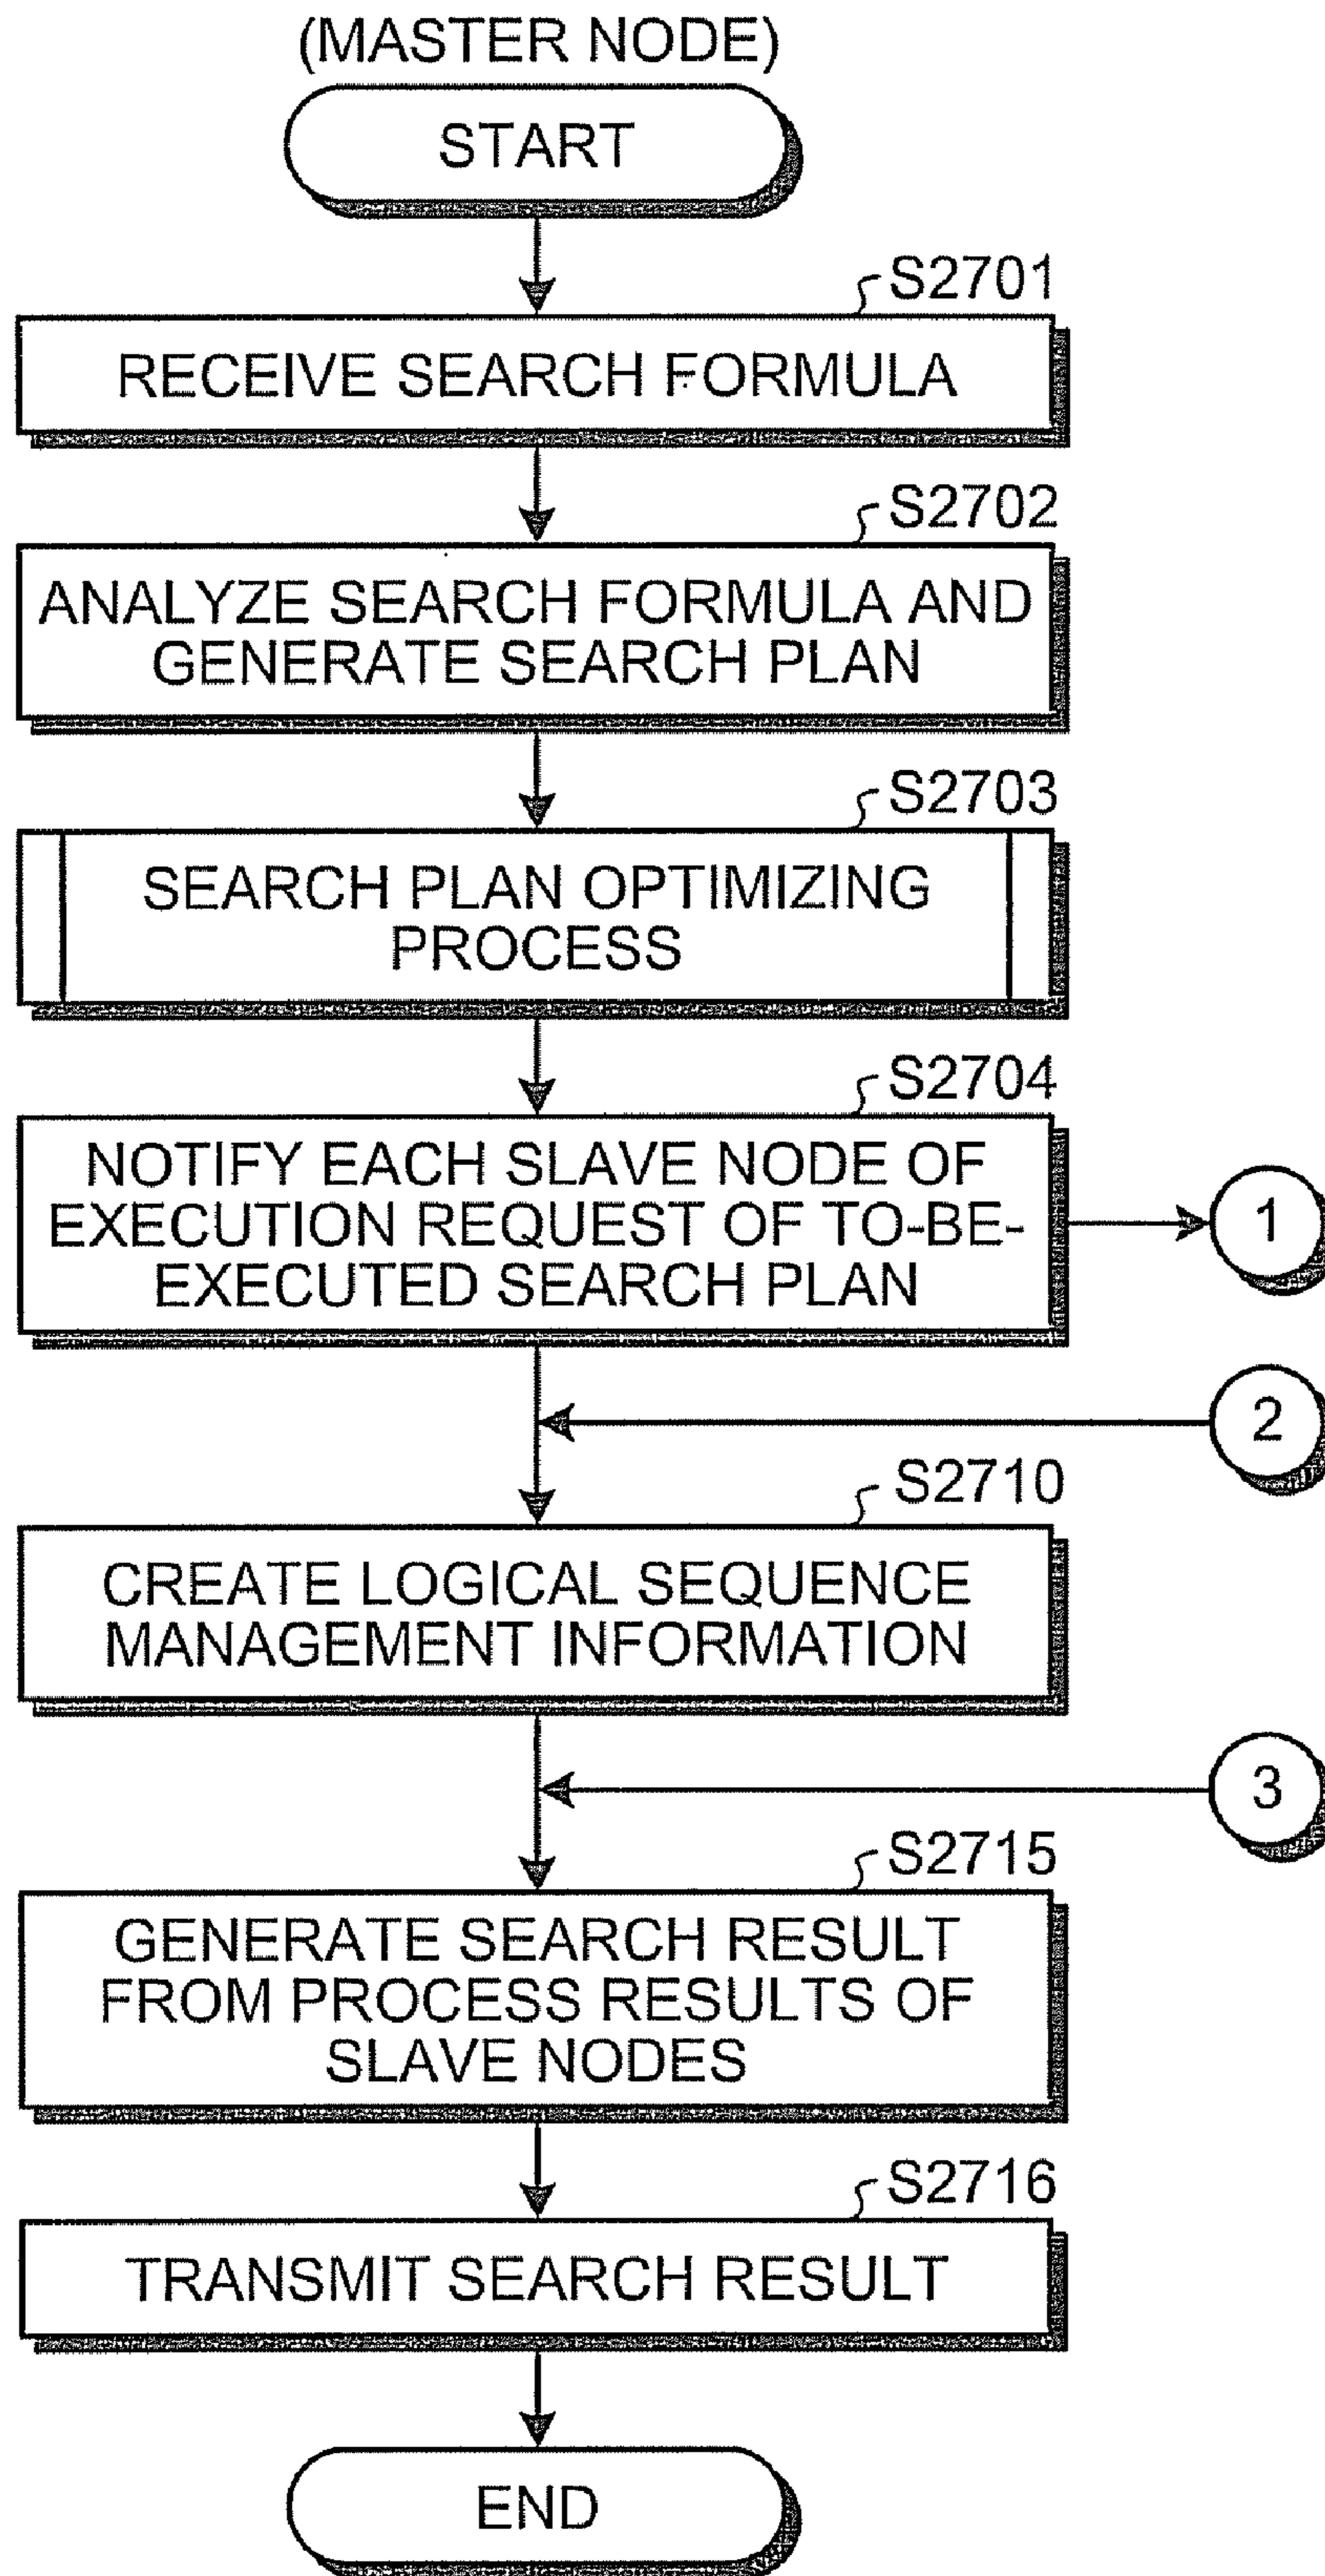 (MASTER NODE)
START
S2701
RECEIVE SEARCH FORMULA
S2702
ANALYZE SEARCH FORMULA AND
GENERATE SEARCH PLAN
S2703
SEARCH PLAN OPTIMIZING
PROCESS
S2704
NOTIFY EACH SLAVE NODE OF
EXECUTION REQUEST OF TO-BE-
EXECUTED SEARCH PLAN
1
2
S2710
CREATE LOGICAL SEQUENCE
MANAGEMENT INFORMATION
3
S2715
GENERATE SEARCH RESULT
FROM PROCESS RESULTS OF
SLAVE NODES
S2716
TRANSMIT SEARCH RESULT
END